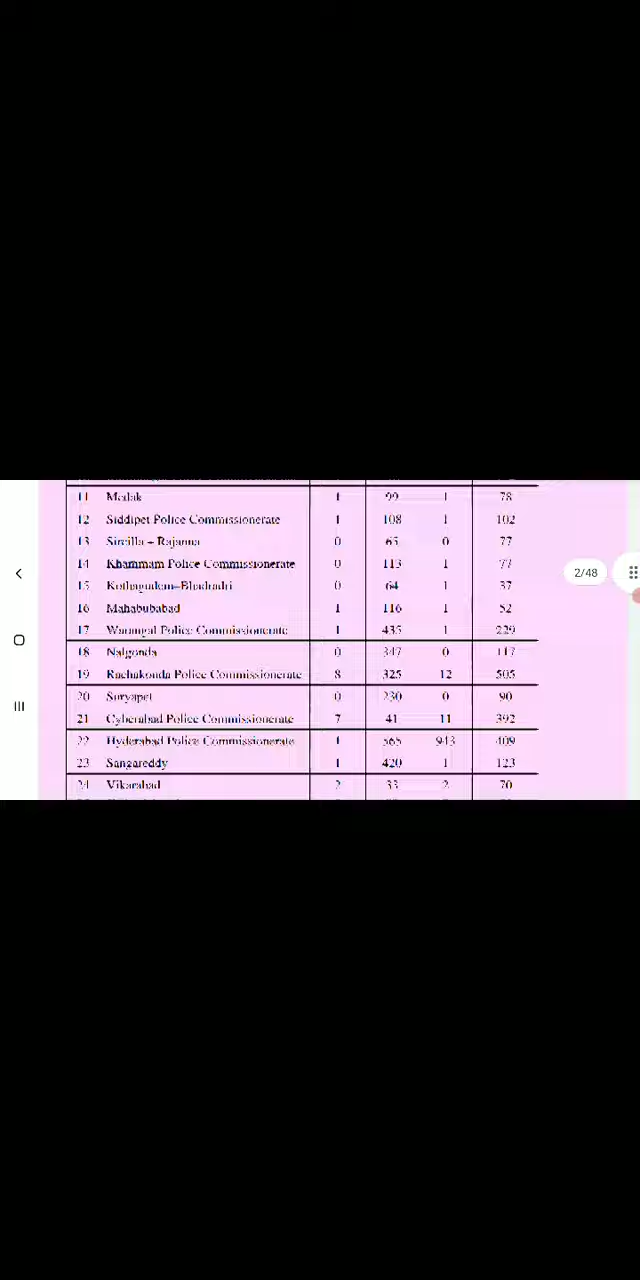 11 Medak 1 99 1 78
12 Siddipet Police Commissionerate 1 108 1 102
13 Sircilla – Rajanna 0 65 0 77
14 Khammam Police Commissionerate 0 113 1 77
2/48
15 Kothagudem–Bhadradri 0 64 1 37
16 Mahabubabad 1 116 1 52
17 Warangal Police Commissionerate 1 435 1 229
18 Nalgonda 0 347 0 117
19 Rachakonda Police Commissionerate 8 325 12 505
20 Suryapet 0 230 0 90
21 Cyberabad Police Commissionerate 7 41 11 392
22 Hyderabad Police Commissionerate 1 565 943 409
23 Sangareddy 1 420 1 123
24 Vikarabad 2 33 2 70